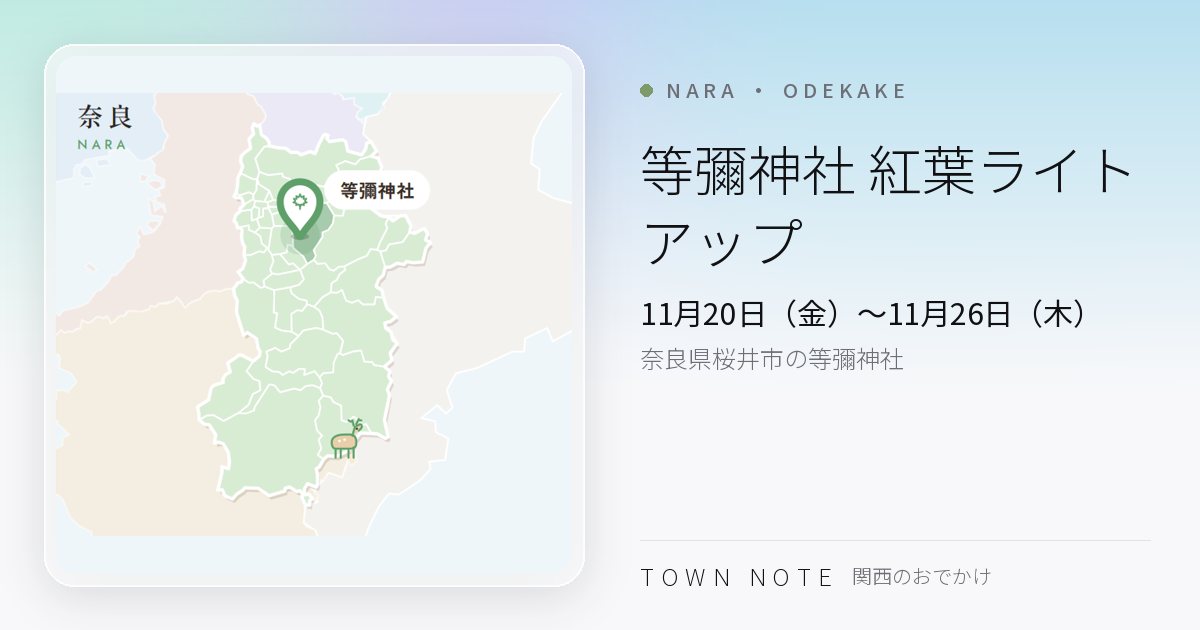 奈良
NARA
等彌神社
NARA • ODEKAKE
等彌神社 紅葉ライト
アップ
11月20日（金）〜11月26日（木）
奈良県桜井市の等彌神社
TOWN NOTE 関西のおでかけ